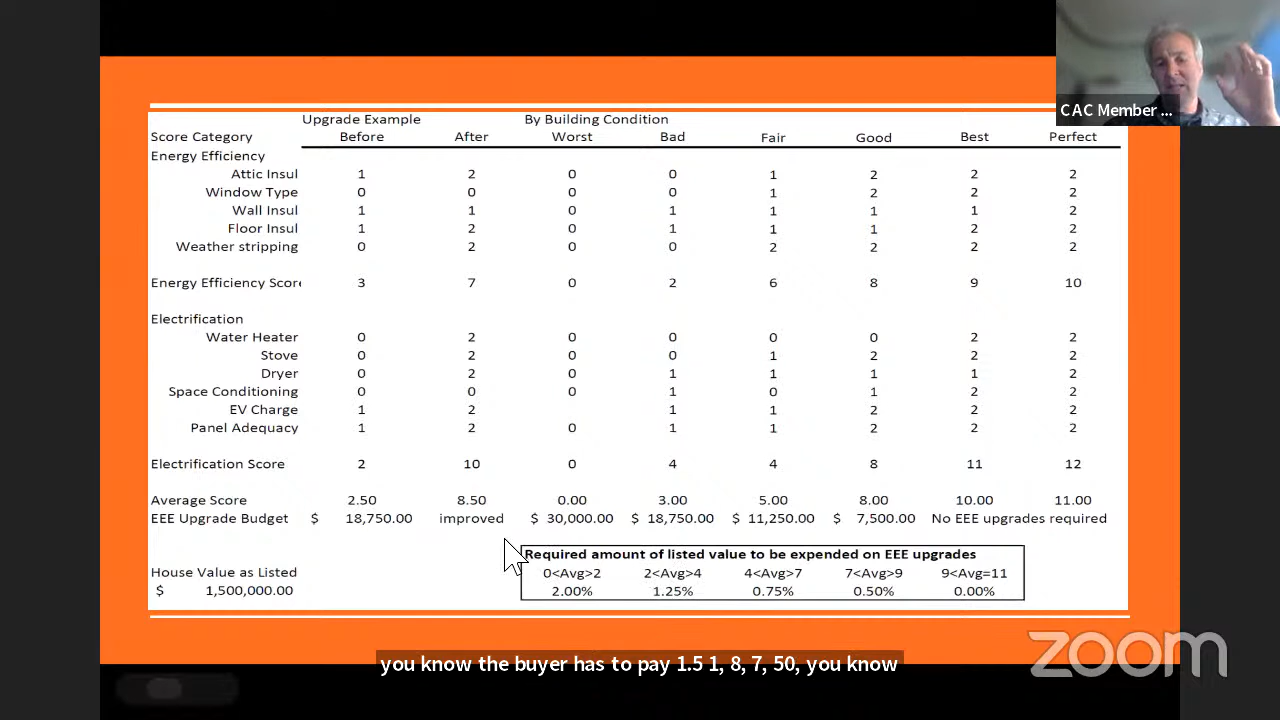 CAC Member ...
Upgrade Example By Building Condition
Score Category Before After Worst Bad Fair Good Best Perfect
Energy Efficiency
Attic Insul 1 2 0 0 1 2 2 2
Window Type 0 0 0 0 1 2 2 2
Wall Insul 1 1 0 1 1 1 1 2
Floor Insul 1 2 0 1 1 1 2 2
Weather stripping 0 2 0 0 2 2 2 2
Energy Efficiency Score 3 7 0 2 6 8 9 10
Electrification
Water Heater 0 2 0 0 0 0 2 2
Stove 0 2 0 0 1 2 2 2
Dryer 0 2 0 1 1 1 1 2
Space Conditioning 0 0 0 1 0 1 2 2
EV Charge 1 2 1 1 2 2 2
Panel Adequacy 1 2 0 1 1 2 2 2
Electrification Score 2 10 0 4 4 8 11 12
Average Score 2.50 8.50 0.00 3.00 5.00 8.00 10.00 11.00
EEE Upgrade Budget $ 18,750.00 improved $ 30,000.00 $ 18,750.00 $ 11,250.00 $ 7,500.00 No EEE upgrades required
Required amount of listed value to be expended on EEE upgrades
House Value as Listed 0<Avg>2 2<Avg>4 4<Avg>7 7<Avg>9 9<Avg=11
$ 1,500,000.00 2.00% 1.25% 0.75% 0.50% 0.00%
you know the buyer has to pay 1.5 1, 8, 7, 50, you know
zoom